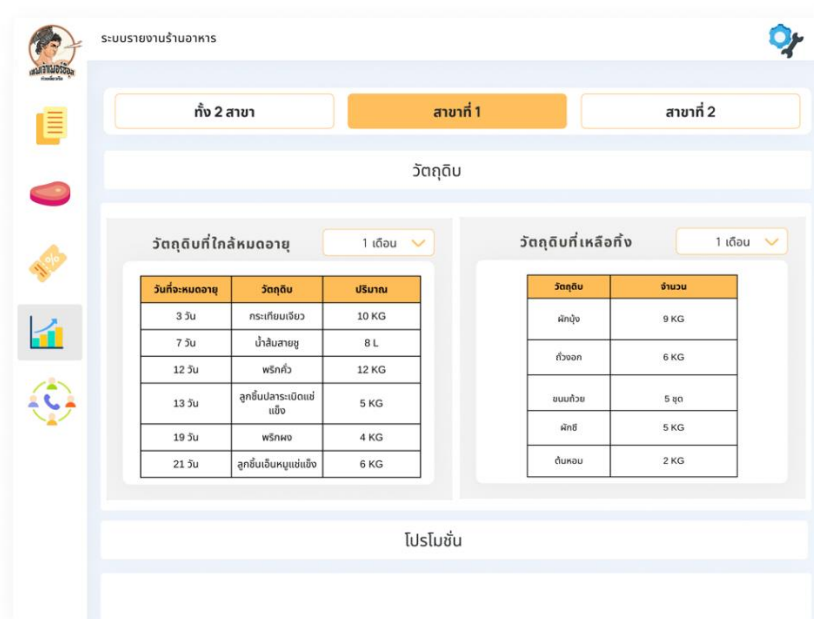 ระบบรายงานร้านอาหาร
ทั้ง 2 สาขา
สาขาที่ 1
สาขาที่ 2
วัตถุดิบ
วัตถุดิบที่ใกล้หมดอายุ
1 เดือน
วันที่จะหมดอายุ วัตถุดิบ ปริมาณ
3 วัน กระเทียมเจียว 10 KG
7 วัน น้ำส้มสายชู 8 L
12 วัน พริกคั่ว 12 KG
13 วัน ลูกชิ้นปลาระเบิดแช่ 5 KG
แข็ง
19 วัน พริกผง 4 KG
21 วัน ลูกชิ้นเอ็นหมูแช่แข็ง 6 KG
วัตถุดิบที่เหลือทิ้ง
1 เดือน
วัตถุดิบ จำนวน
ผักบุ้ง 9 KG
ถั่วงอก 6 KG
ขนมถ้วย 5 ชุด
ผักชี 5 KG
ต้นหอม 2 KG
โปรโมชั่น